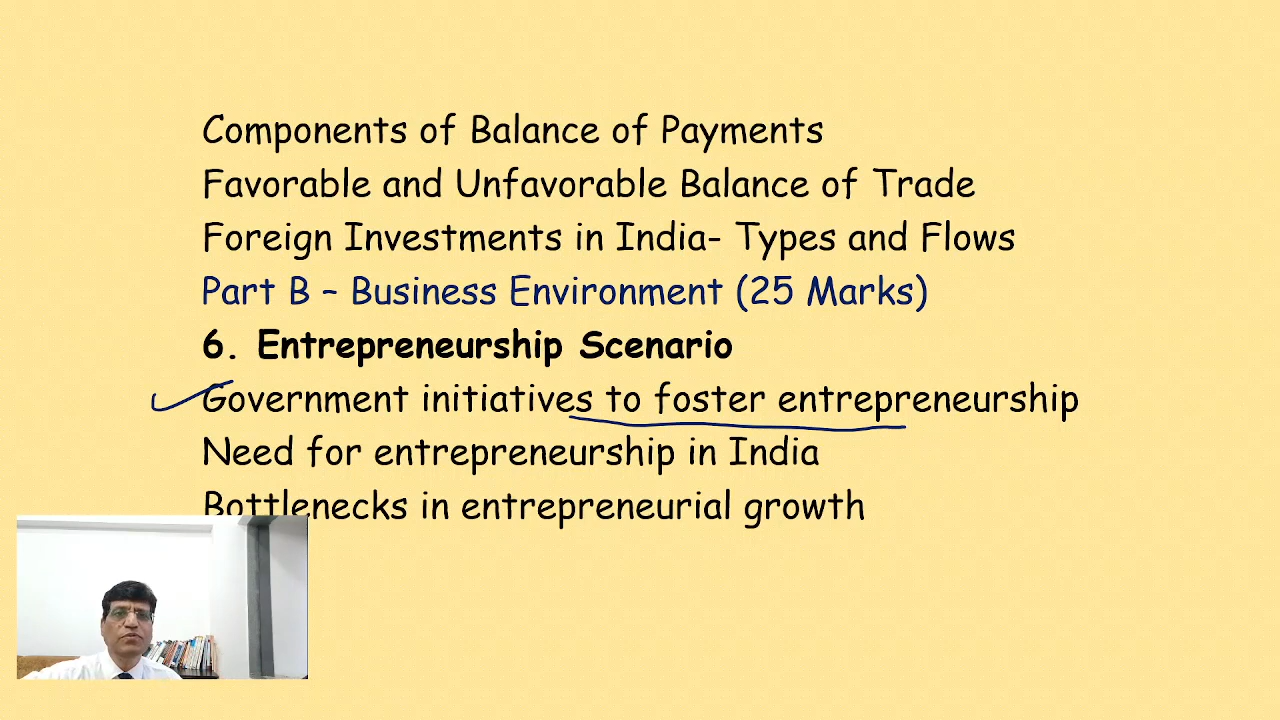 Components of Balance of Payments
Favorable and Unfavorable Balance of Trade
Foreign Investments in India- Types and Flows
Part B – Business Environment (25 Marks)
6. Entrepreneurship Scenario
Government initiatives to foster entrepreneurship
Need for entrepreneurship in India
Bottlenecks in entrepreneurial growth